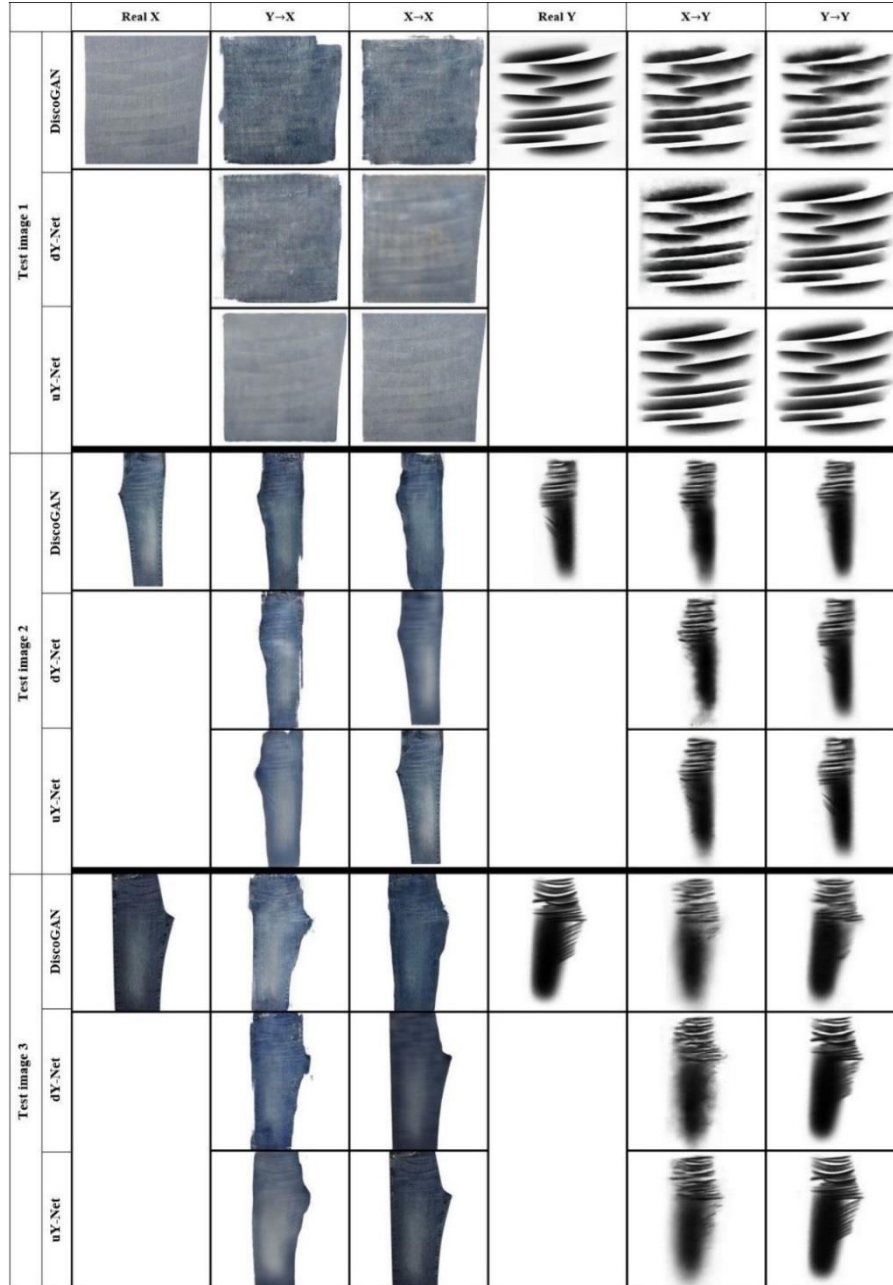 Real X Y→X X→X Real Y X→Y Y→Y
Test image 1
DiscoGAN
dY-Net
uY-Net
Test image 2
DiscoGAN
dY-Net
uY-Net
Test image 3
DiscoGAN
dY-Net
uY-Net